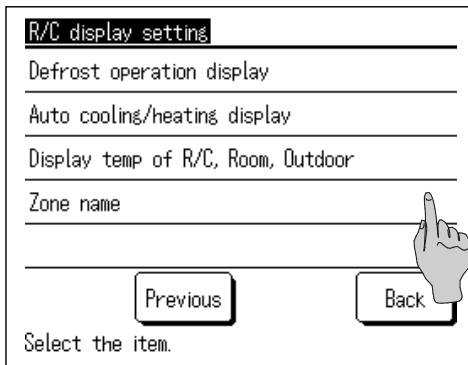 R/C display setting
Defrost operation display
Auto cooling/heating display
Display temp of R/C, Room, Outdoor
Zone name
Previous
Back
Select the item.